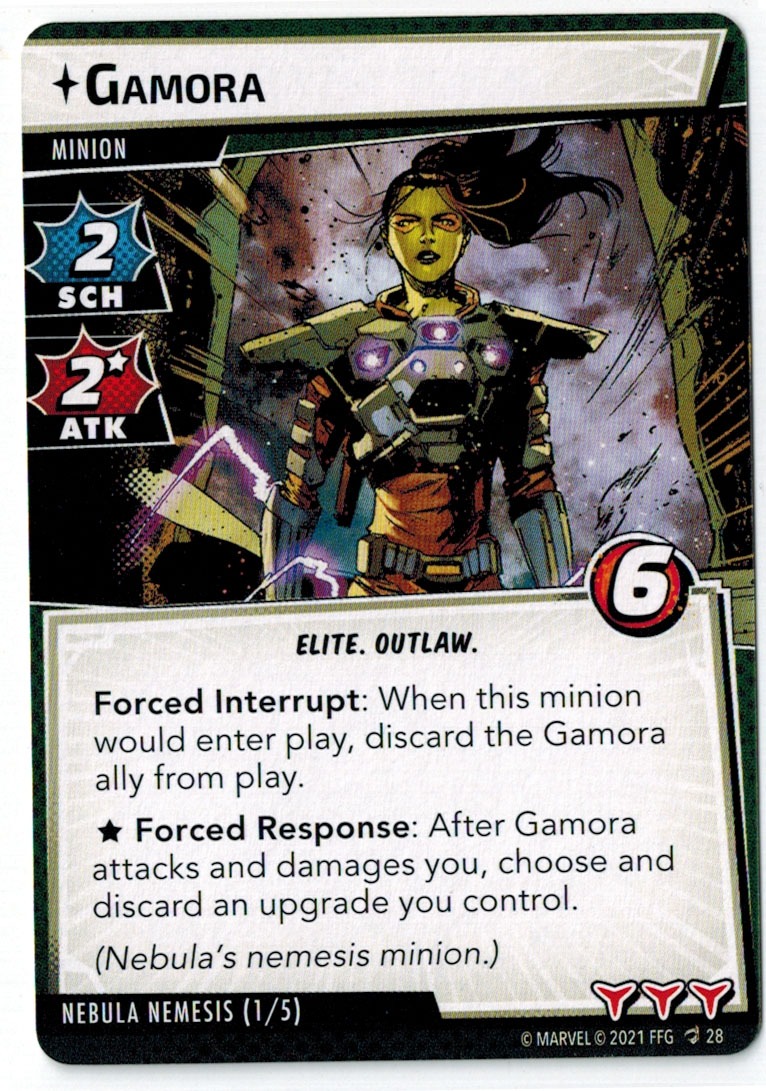 GAMORA
MINION
2
SCH
2
ATK
6
ELITE. OUTLAW.
Forced Interrupt: When this minion
would enter play, discard the Gamora
ally from play.
★ Forced Response: After Gamora
attacks and damages you, choose and
discard an upgrade you control.
(Nebula's nemesis minion.)
NEBULA NEMESIS (1/5)
© MARVEL © 2021 FFG 28